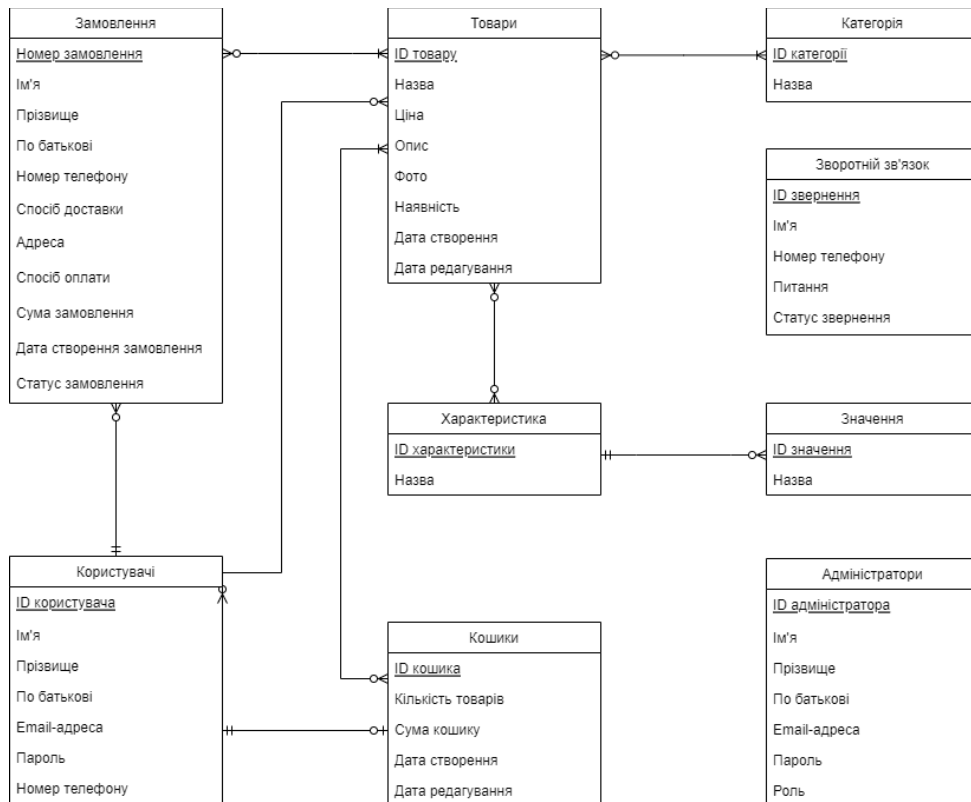 Замовлення
Номер замовлення
Ім'я
Прізвище
По батькові
Номер телефону
Спосіб доставки
Адреса
Спосіб оплати
Сума замовлення
Дата створення замовлення
Статус замовлення
Товари
ID товару
Назва
Ціна
Опис
Фото
Наявність
Дата створення
Дата редагування
Категорія
ID категорії
Назва
Зворотній зв'язок
ID звернення
Ім'я
Номер телефону
Питання
Статус звернення
Характеристика
ID характеристики
Назва
Значення
ID значення
Назва
Користувачі
ID користувача
Ім'я
Прізвище
По батькові
Email-адреса
Пароль
Номер телефону
Кошики
ID кошика
Кількість товарів
Сума кошику
Дата створення
Дата редагування
Адміністратори
ID адміністратора
Ім'я
Прізвище
По батькові
Email-адреса
Пароль
Роль